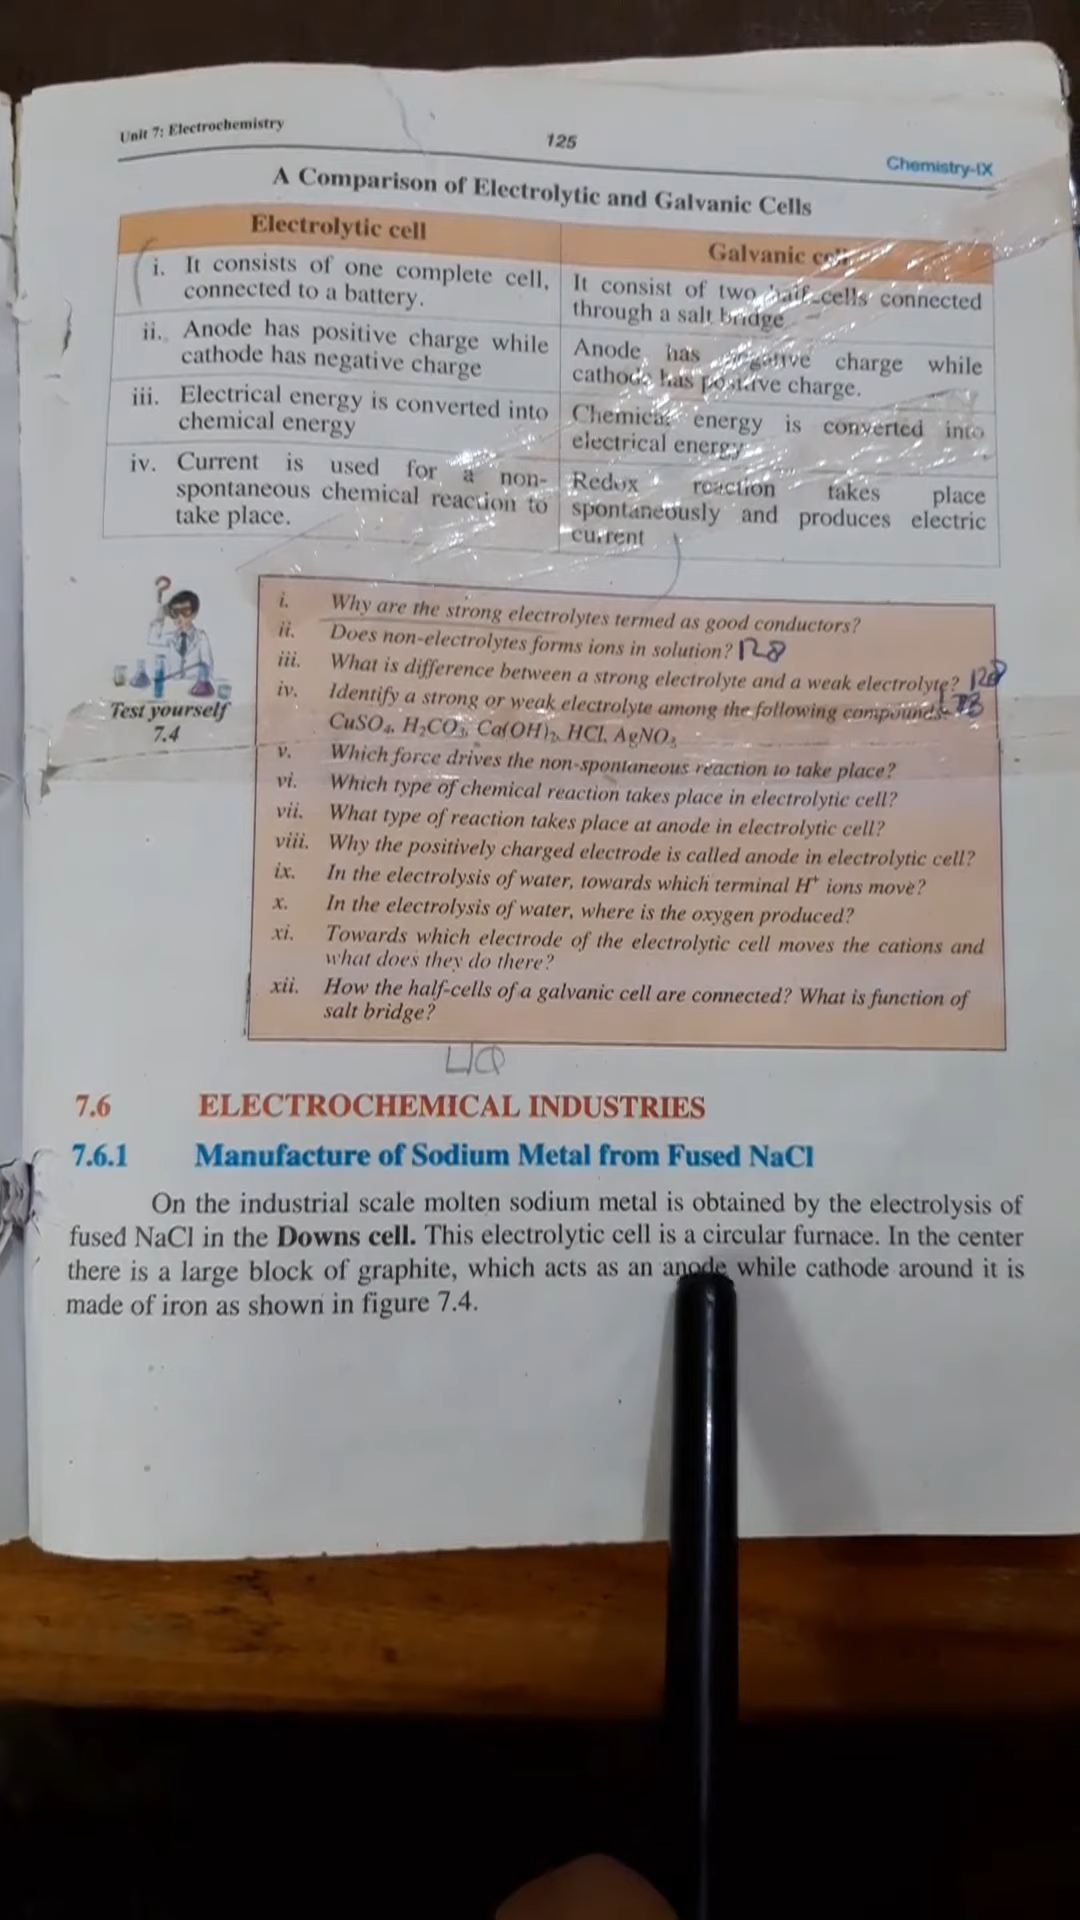 Unit 7: Electrochemistry
125
Chemistry-IX
A Comparison of Electrolytic and Galvanic Cells
Electrolytic cell
Galvanic
i. It consists of one complete cell,
connected to a battery.
It consist of two half-cells connected
through a salt bridge
ii. Anode has positive charge while
cathode has negative charge
Anode has negative charge while
cathode has positive charge.
iii. Electrical energy is converted into
chemical energy
Chemical energy is converted into
electrical energy
iv. Current is used for a non-
spontaneous chemical reaction to
take place.
Redox reaction takes place
spontaneously and produces electric
current
Test yourself
7.4
i. Why are the strong electrolytes termed as good conductors?
ii. Does non-electrolytes forms ions in solution? 128
iii. What is difference between a strong electrolyte and a weak electrolyte? 128
iv. Identify a strong or weak electrolyte among the following compounds.
CuSO₄, H₂CO₃, Ca(OH)₂, HCl, AgNO₃
v. Which force drives the non-spontaneous reaction to take place?
vi. Which type of chemical reaction takes place in electrolytic cell?
vii. What type of reaction takes place at anode in electrolytic cell?
viii. Why the positively charged electrode is called anode in electrolytic cell?
ix. In the electrolysis of water, towards which terminal H⁺ ions move?
x. In the electrolysis of water, where is the oxygen produced?
xi. Towards which electrode of the electrolytic cell moves the cations and
what does they do there?
xii. How the half-cells of a galvanic cell are connected? What is function of
salt bridge?
7.6 ELECTROCHEMICAL INDUSTRIES
7.6.1 Manufacture of Sodium Metal from Fused NaCl
On the industrial scale molten sodium metal is obtained by the electrolysis of
fused NaCl in the Downs cell. This electrolytic cell is a circular furnace. In the center
there is a large block of graphite, which acts as an anode while cathode around it is
made of iron as shown in figure 7.4.